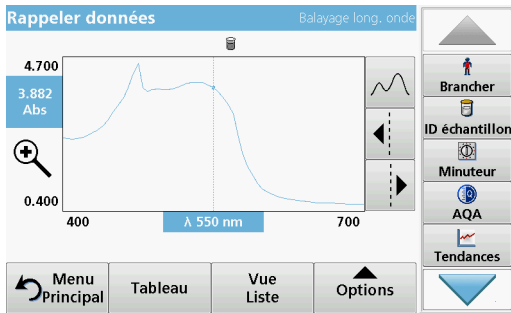 Rappeler données
Balayage long. onde
4.700
3.882
Abs
0.400
400
λ 550 nm
700
Brancher
ID échantillon
Minuteur
AQA
Tendances
Menu
Principal
Tableau
Vue
Liste
Options